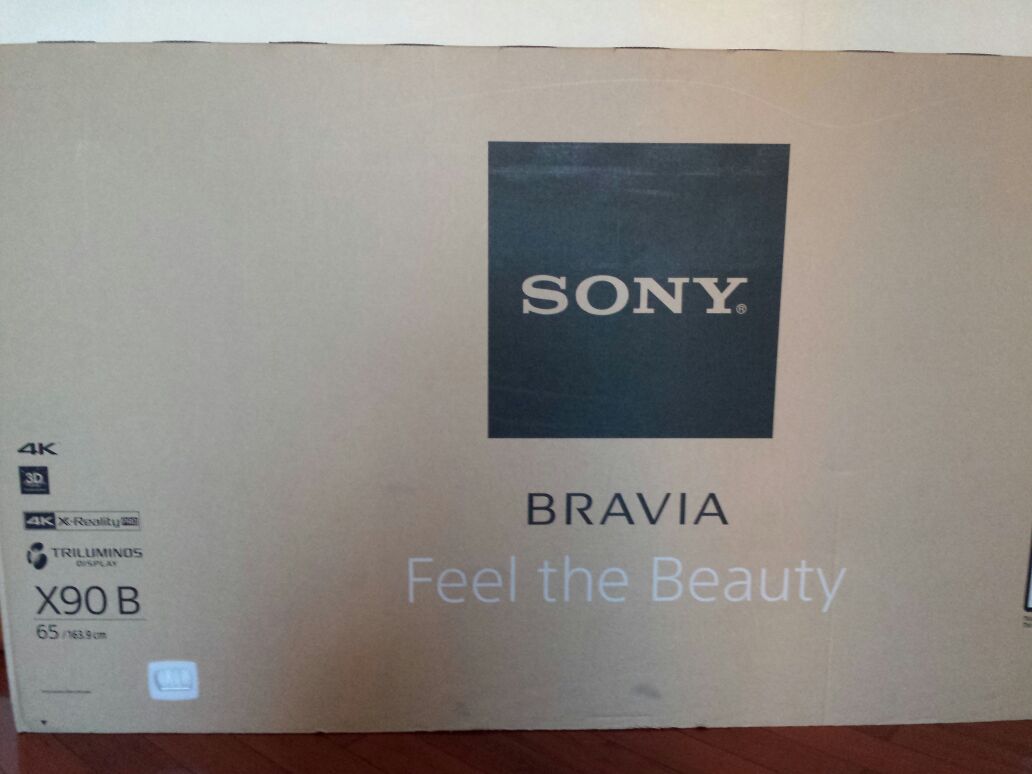 SONY®
BRAVIA
Feel the Beauty
4K
3D
4K X-Reality PRO
TRILUMINOS
DISPLAY
X90 B
65 / 163.9 cm